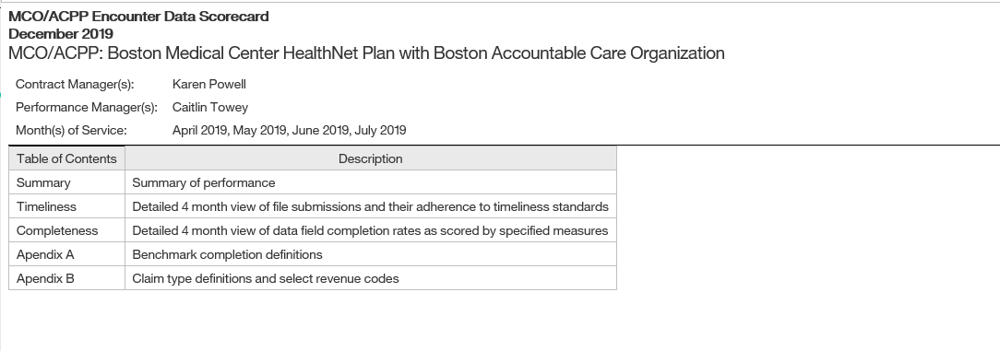 MCO/ACPP Encounter Data Scorecard
December 2019
MCO/ACPP: Boston Medical Center HealthNet Plan with Boston Accountable Care Organization
Contract Manager(s): Karen Powell
Performance Manager(s): Caitlin Towey
Month(s) of Service: April 2019, May 2019, June 2019, July 2019
Table of Contents Description
Summary Summary of performance
Timeliness Detailed 4 month view of file submissions and their adherence to timeliness standards
Completeness Detailed 4 month view of data field completion rates as scored by specified measures
Apendix A Benchmark completion definitions
Apendix B Claim type definitions and select revenue codes